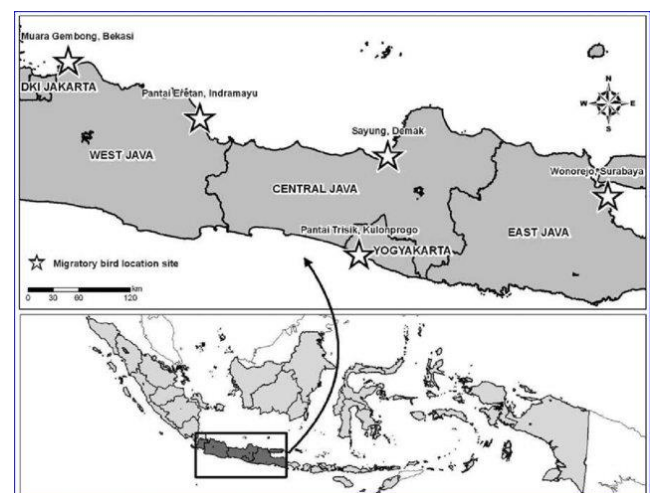 Muara Gembong, Bekasi
DKI JAKARTA
Pantai Eretan, Indramayu
WEST JAVA
Sayung, Demak
CENTRAL JAVA
Wonorejo, Surabaya
Pantai Trisik, Kulonprogo
YOGYAKARTA
EAST JAVA
N
W E
S
Migratory bird location site
0 30 60 120
km